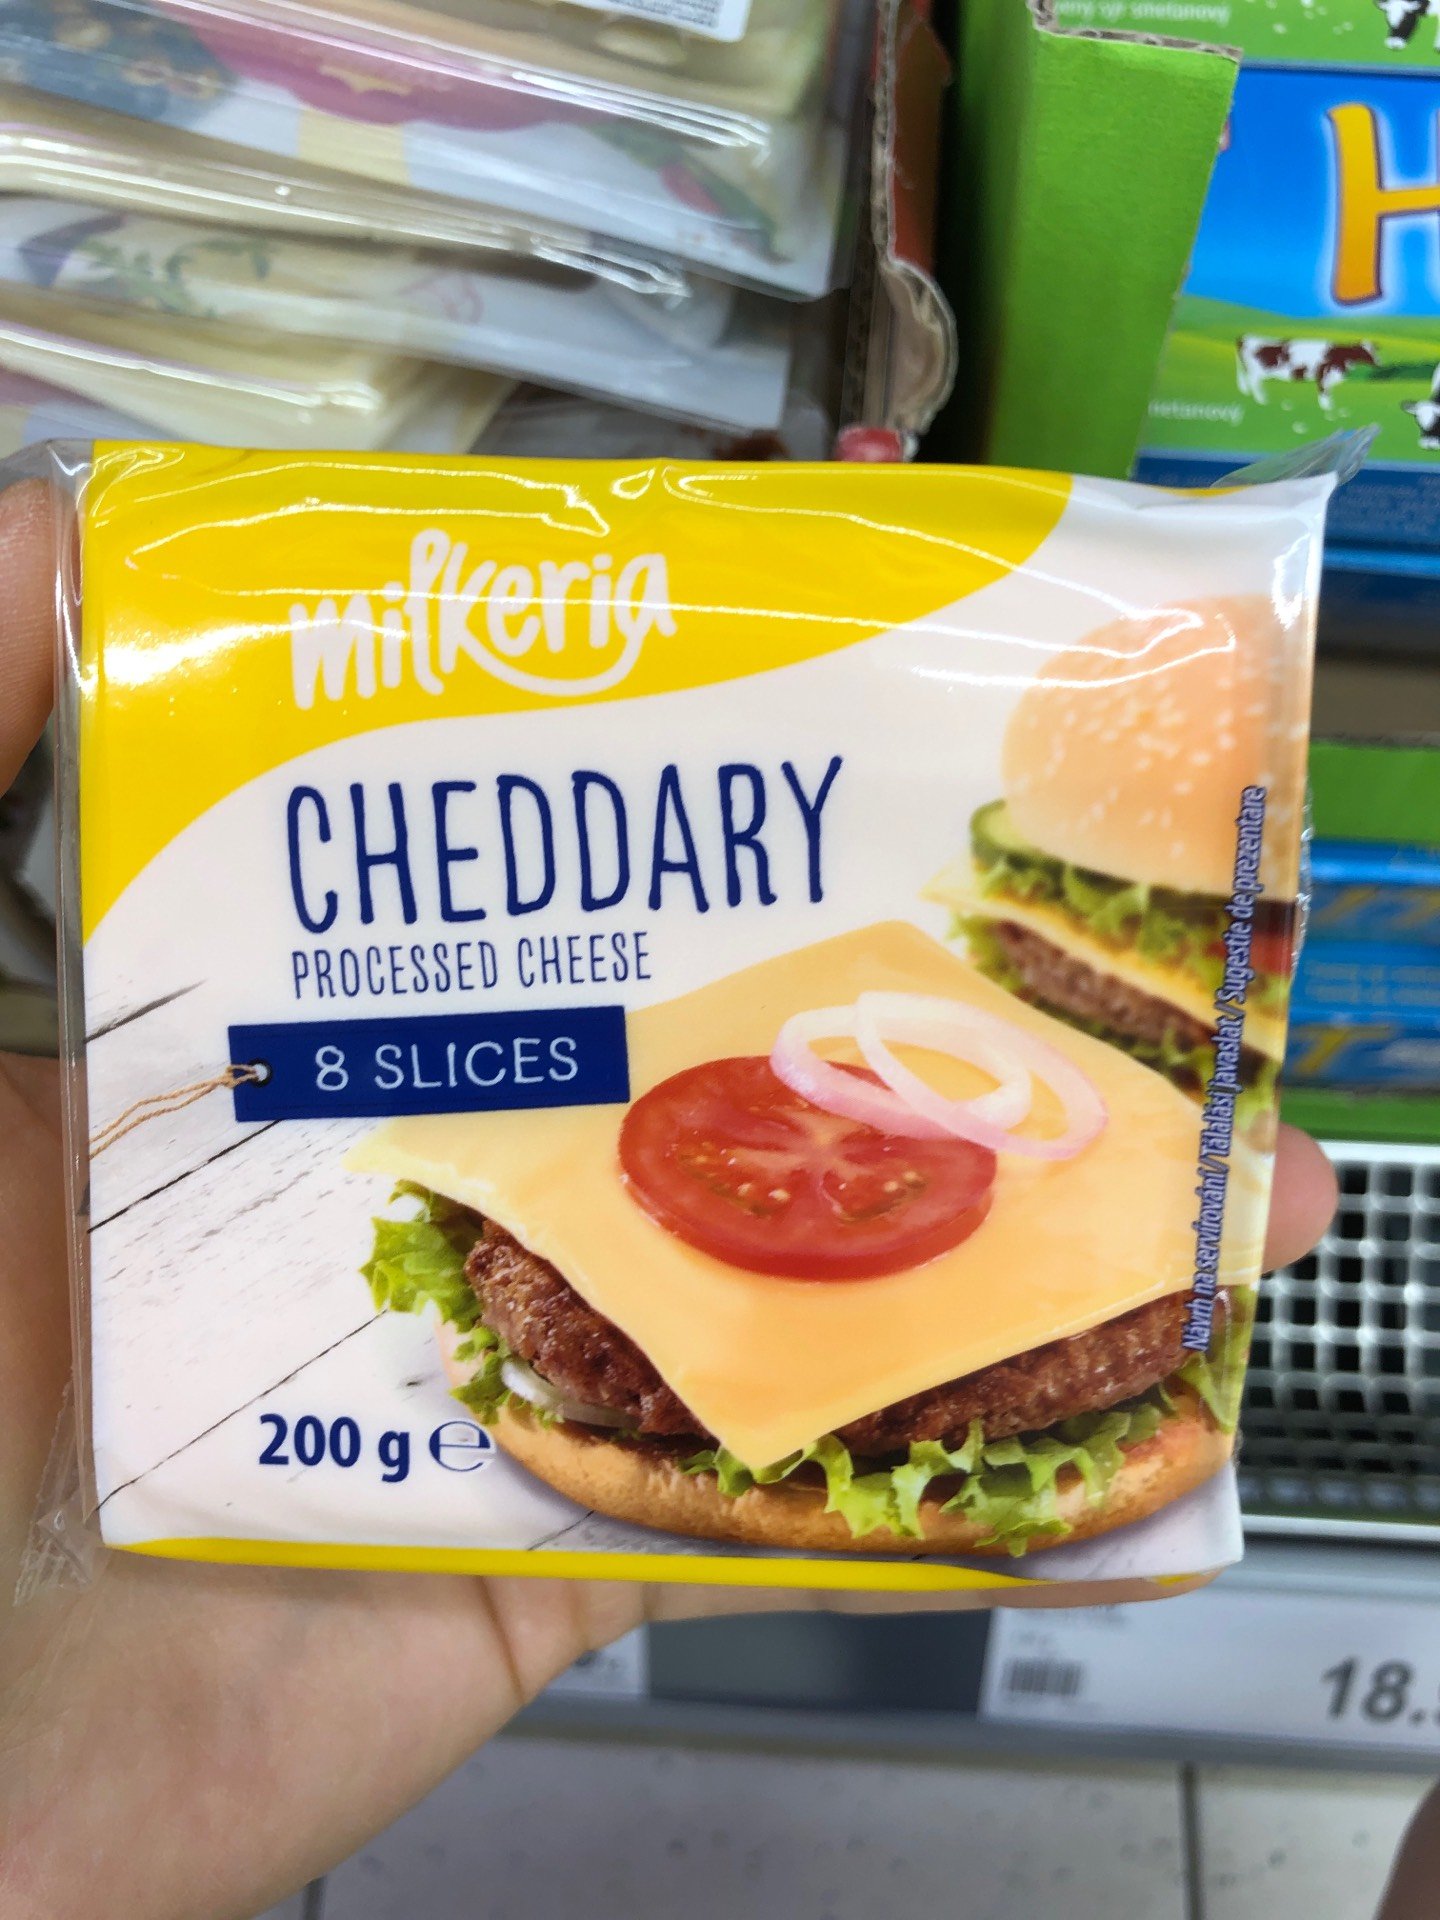 H
milkeria
CHEDDARY
PROCESSED CHEESE
8 SLICES
200 g ℮
Návrh na servírování/Tálalási javaslat/Sugestie de prezentare
18.